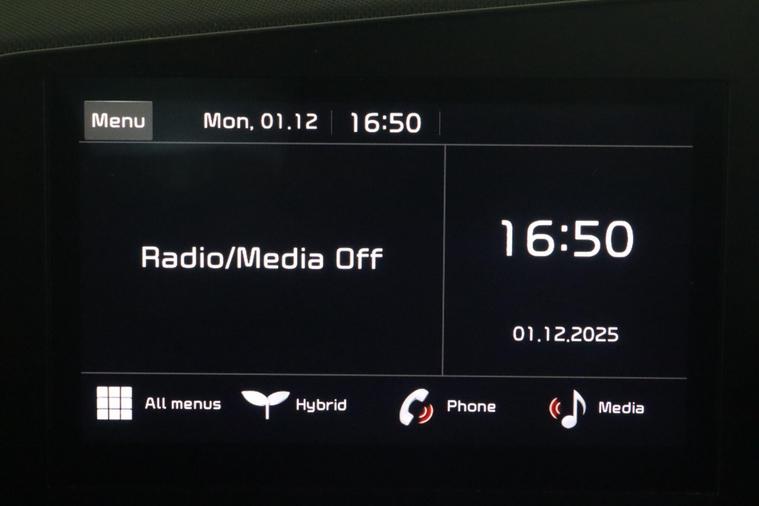 Menu Mon, 01.12 16:50
Radio/Media Off
16:50
01.12.2025
All menus Hybrid Phone Media